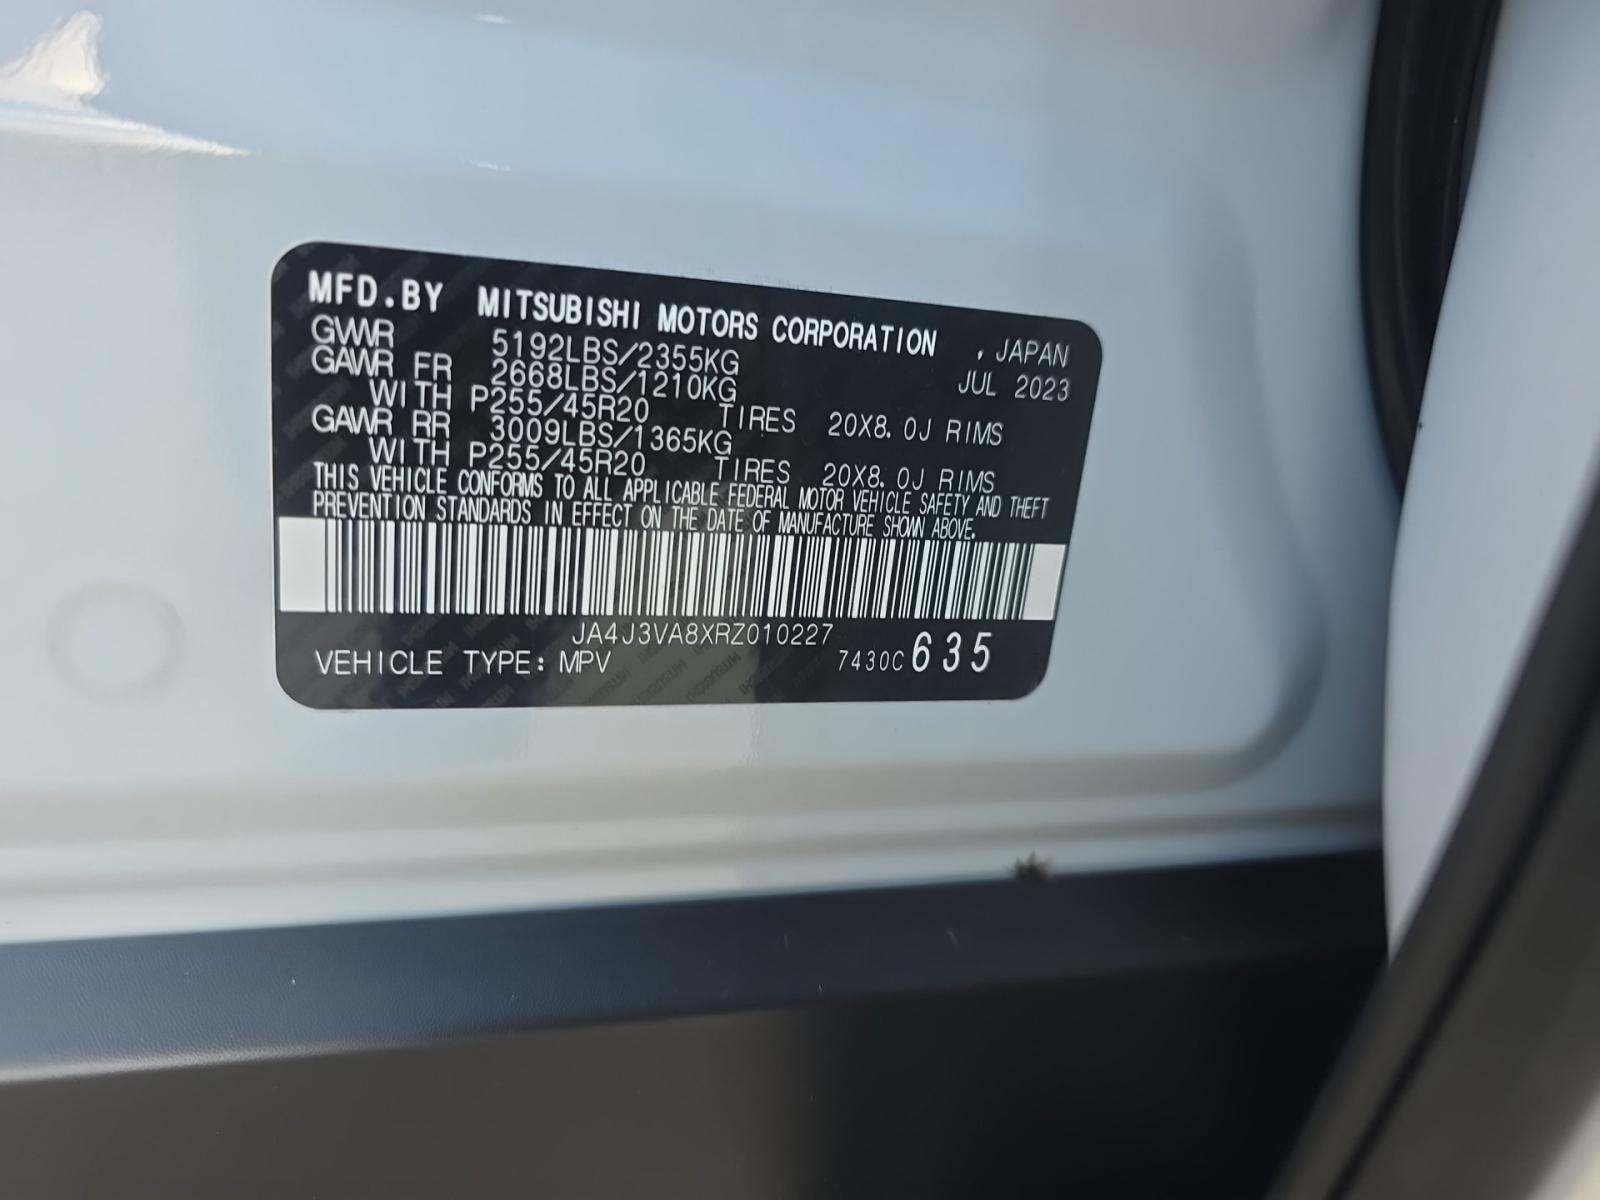 MFD.BY MITSUBISHI MOTORS CORPORATION , JAPAN
GVWR 5192LBS/2355KG JUL 2023
GAWR FR 2668LBS/1210KG
WITH P255/45R20 TIRES 20X8.0J RIMS
GAWR RR 3009LBS/1365KG
WITH P255/45R20 TIRES 20X8.0J RIMS
THIS VEHICLE CONFORMS TO ALL APPLICABLE FEDERAL MOTOR VEHICLE SAFETY AND THEFT
PREVENTION STANDARDS IN EFFECT ON THE DATE OF MANUFACTURE SHOWN ABOVE.
JA4J3VA8XRZ010227
VEHICLE TYPE: MPV 7430C 635